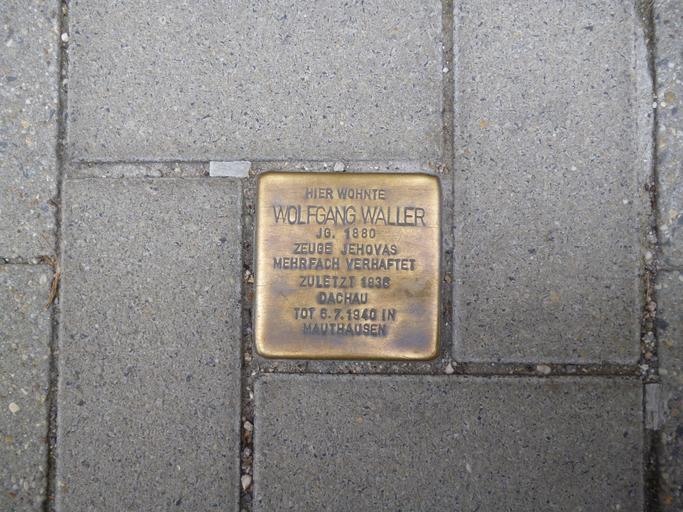 HIER WOHNTE
WOLFGANG WALLER
JG. 1880
ZEUGE JEHOVAS
MEHRFACH VERHAFTET
ZULETZT 1938
DACHAU
TOT 6.7.1940 IN
MAUTHAUSEN